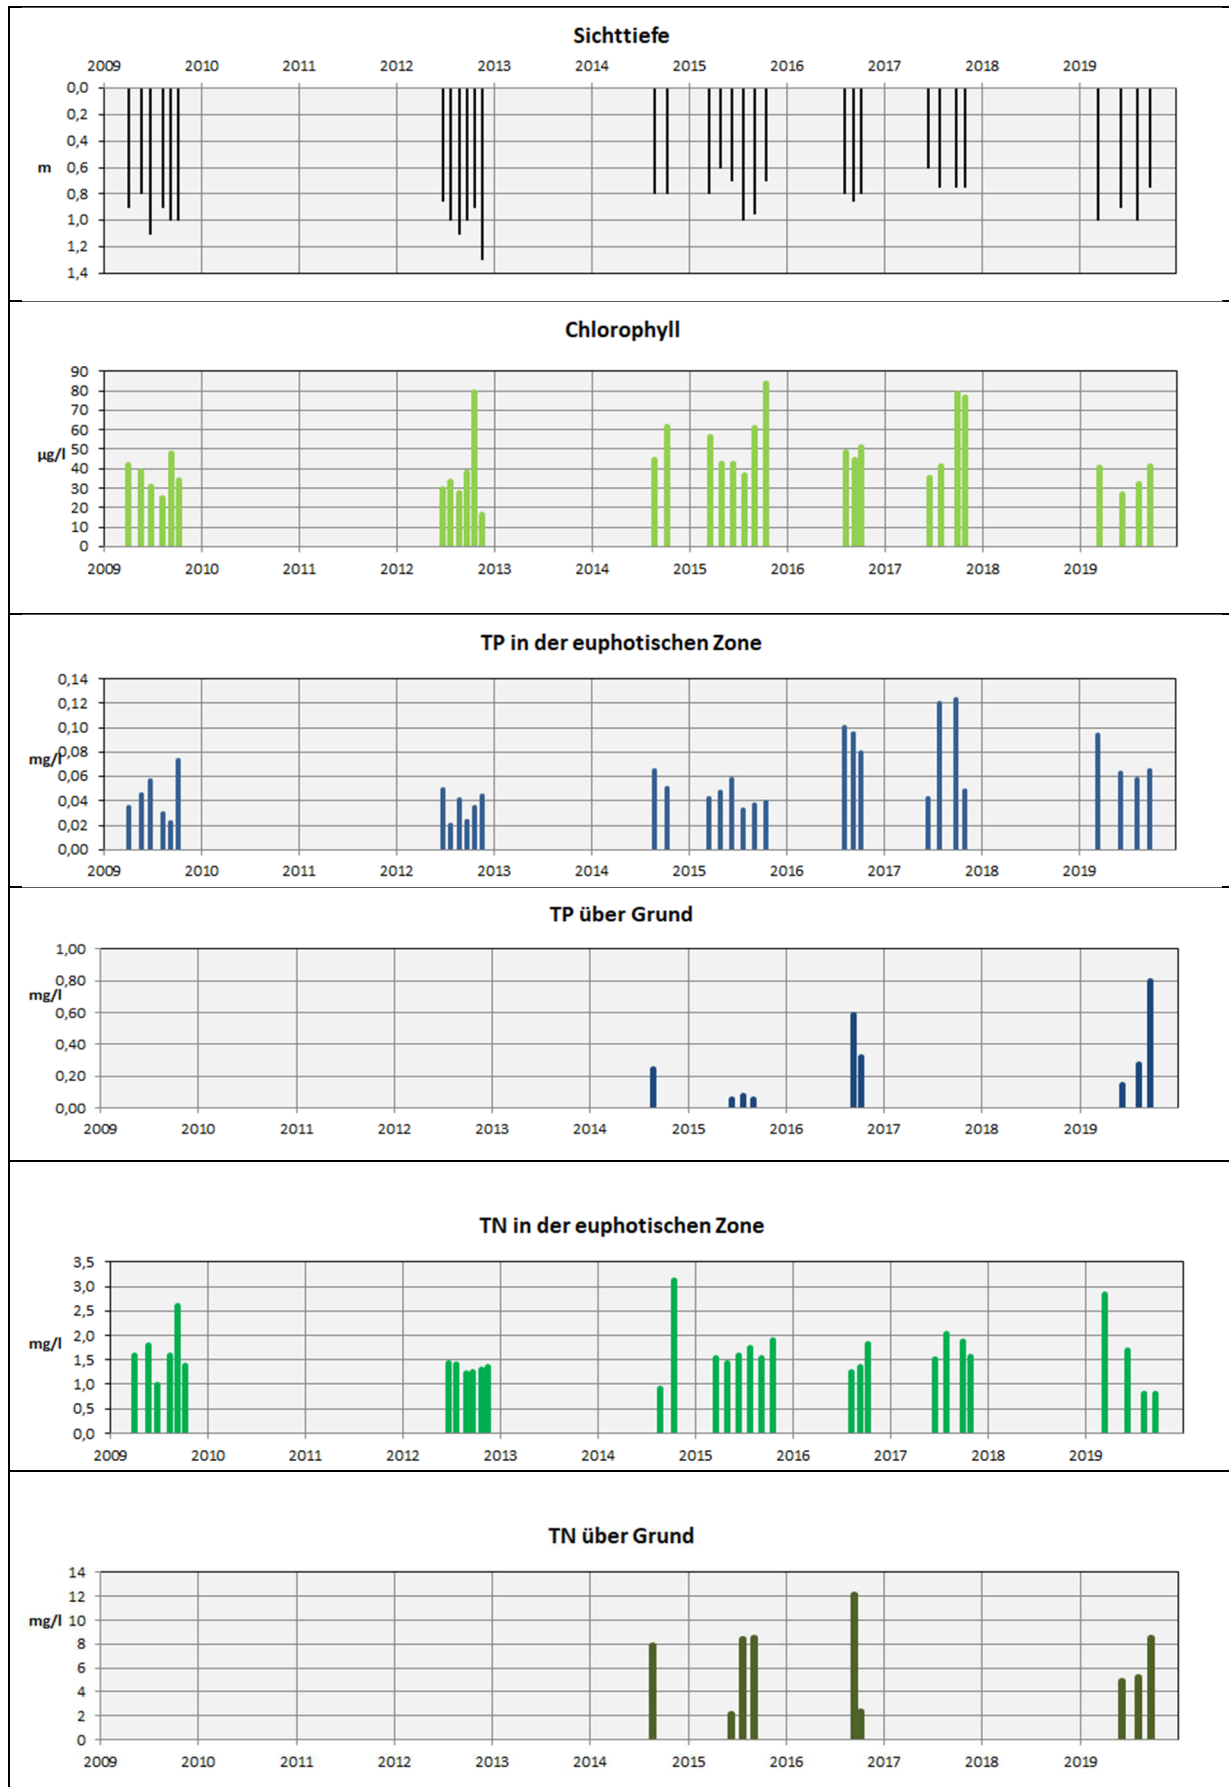 Sichttiefe
2009 2010 2011 2012 2013 2014 2015 2016 2017 2018 2019
0,0
0,2
0,4
m 0,6
0,8
1,0
1,2
1,4
Chlorophyll
90
80
70
60
µg/l 50
40
30
20
10
0
2009 2010 2011 2012 2013 2014 2015 2016 2017 2018 2019
TP in der euphotischen Zone
0,14
0,12
0,10
mg/l 0,08
0,06
0,04
0,02
0,00
2009 2010 2011 2012 2013 2014 2015 2016 2017 2018 2019
TP über Grund
1,00
0,80
mg/l
0,60
0,40
0,20
0,00
2009 2010 2011 2012 2013 2014 2015 2016 2017 2018 2019
TN in der euphotischen Zone
3,5
3,0
2,5
2,0
mg/l
1,5
1,0
0,5
0,0
2009 2010 2011 2012 2013 2014 2015 2016 2017 2018 2019
TN über Grund
14
12
mg/l 10
8
6
4
2
0
2009 2010 2011 2012 2013 2014 2015 2016 2017 2018 2019